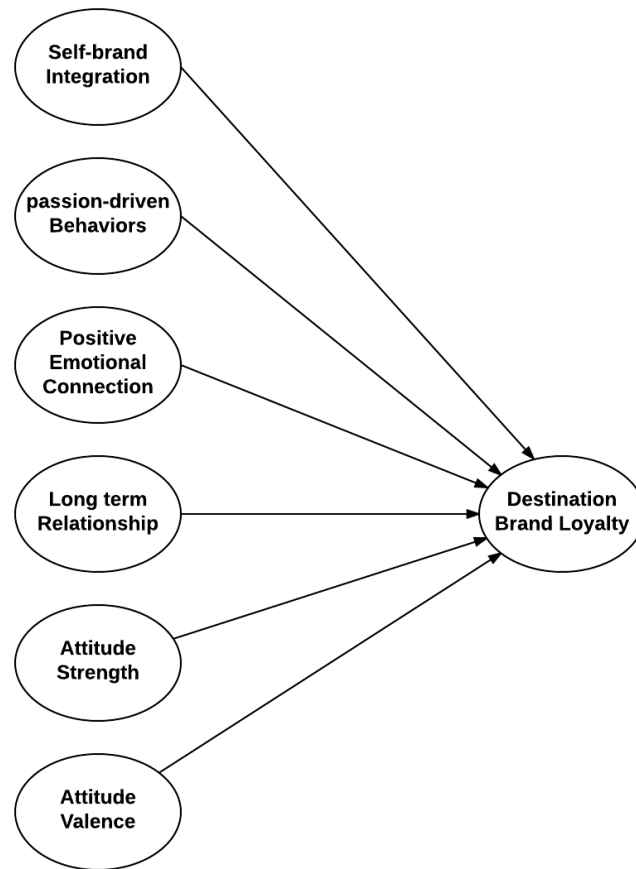 Self-brand
Integration
passion-driven
Behaviors
Positive
Emotional
Connection
Long term
Relationship
Destination
Brand Loyalty
Attitude
Strength
Attitude
Valence